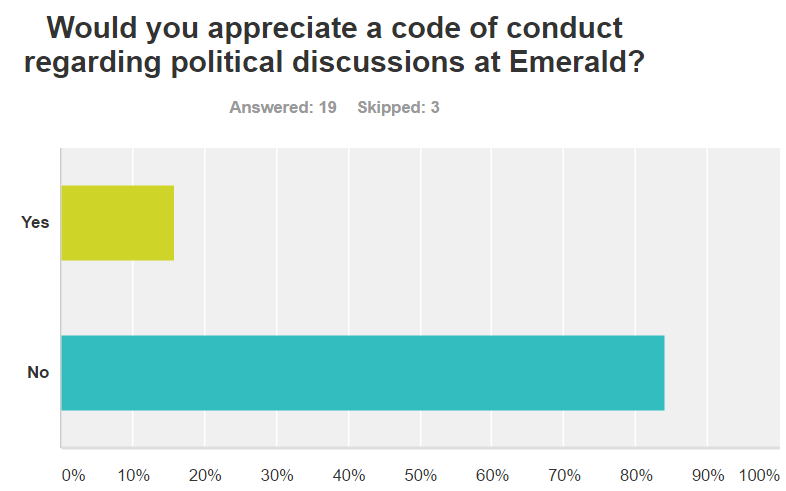 Would you appreciate a code of conduct
regarding political discussions at Emerald?
Answered: 19 Skipped: 3
Yes
No
0% 10% 20% 30% 40% 50% 60% 70% 80% 90% 100%